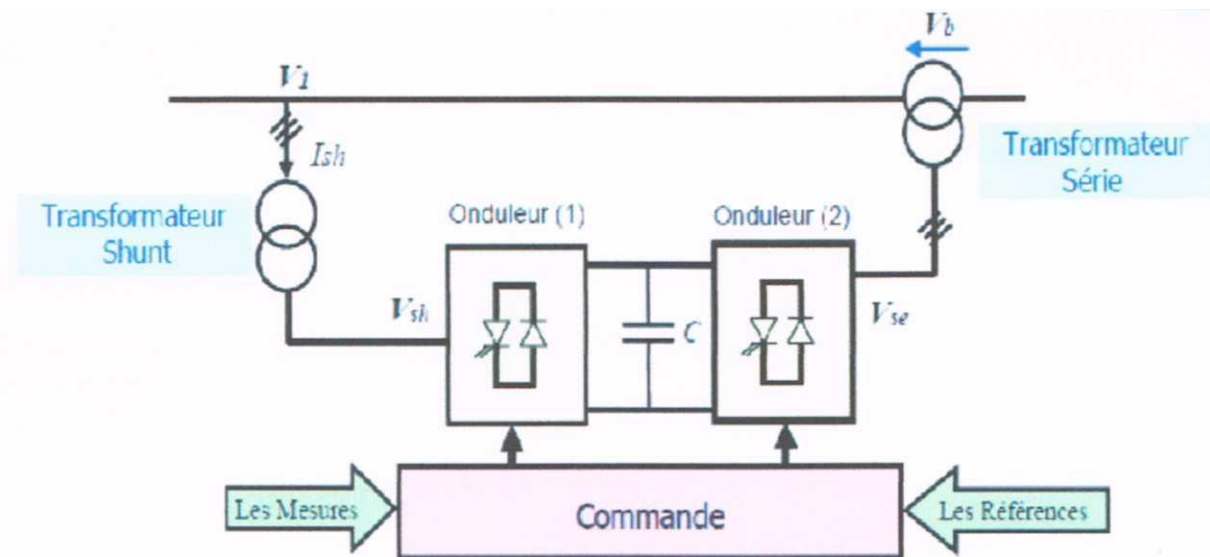 Vb
V1
Ish
Transformateur
Série
Transformateur
Shunt
Onduleur (1)
Onduleur (2)
Vsh
C
Vse
Les Mesures
Commande
Les Références